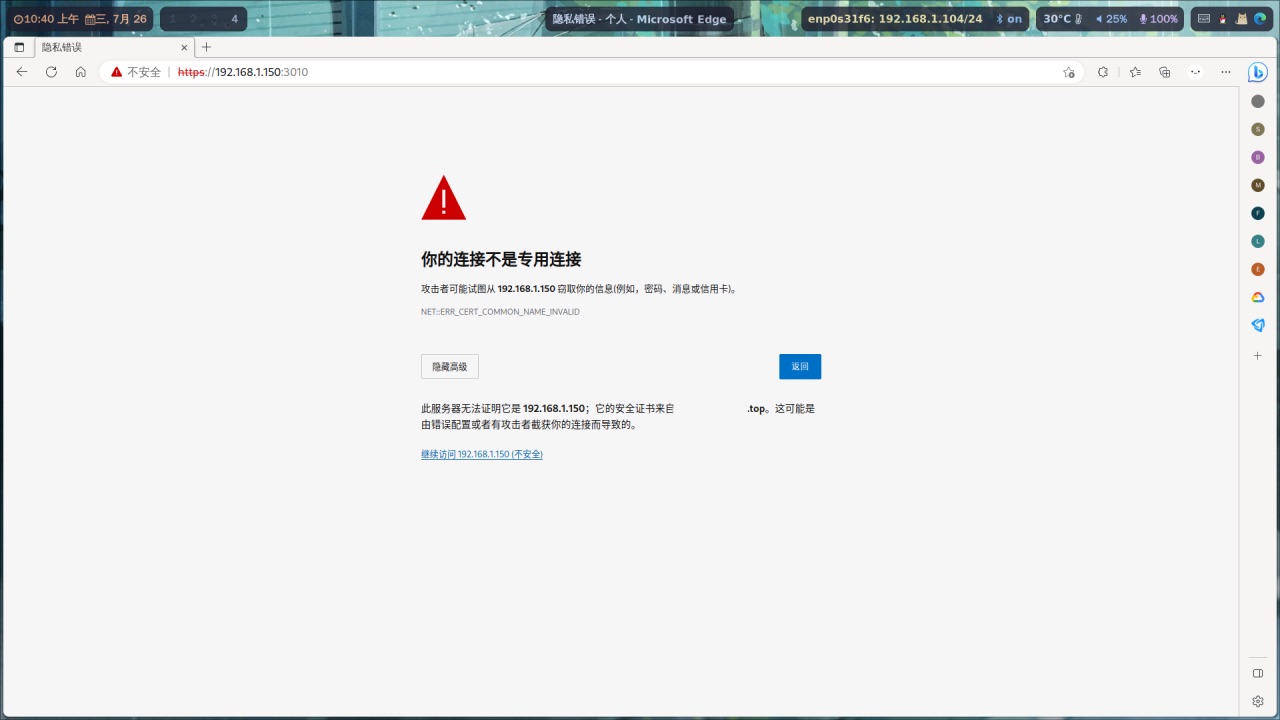 10:40 上午 三, 7月 26
1 2 3 4
隐私错误 - 个人 - Microsoft Edge
enp0s31f6: 192.168.1.104/24 on
30°C 25% 100%
隐私错误
不安全 https://192.168.1.150:3010
你的连接不是专用连接
攻击者可能试图从 192.168.1.150 窃取你的信息(例如，密码、消息或信用卡)。
NET::ERR_CERT_COMMON_NAME_INVALID
隐藏高级
返回
此服务器无法证明它是 192.168.1.150；它的安全证书来自 .top。这可能是
由错误配置或者有攻击者截获你的连接而导致的。
继续访问 192.168.1.150 (不安全)
S
B
M
F
L
E